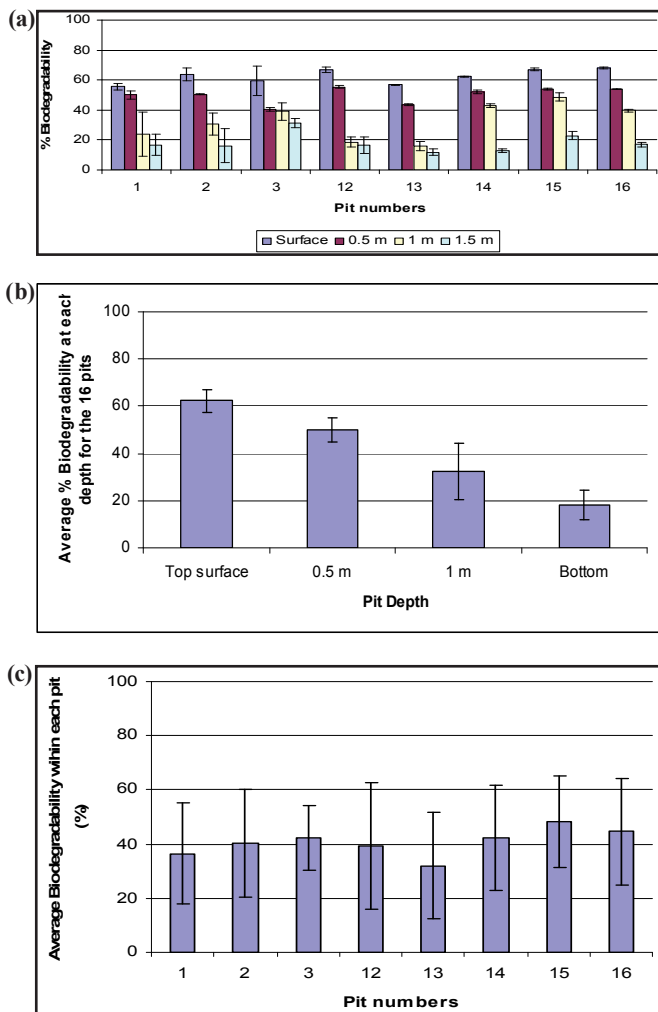 (a)
% Biodegradability
100
80
60
40
20
0
1 2 3 12 13 14 15 16
Pit numbers
Surface 0.5 m 1 m 1.5 m
(b)
Average % Biodegradability at each
depth for the 16 pits
100
80
60
40
20
0
Top surface 0.5 m 1 m Bottom
Pit Depth
(c)
Average Biodegradability wihin each pit
(%)
100
80
60
40
20
0
1 2 3 12 13 14 15 16
Pit numbers